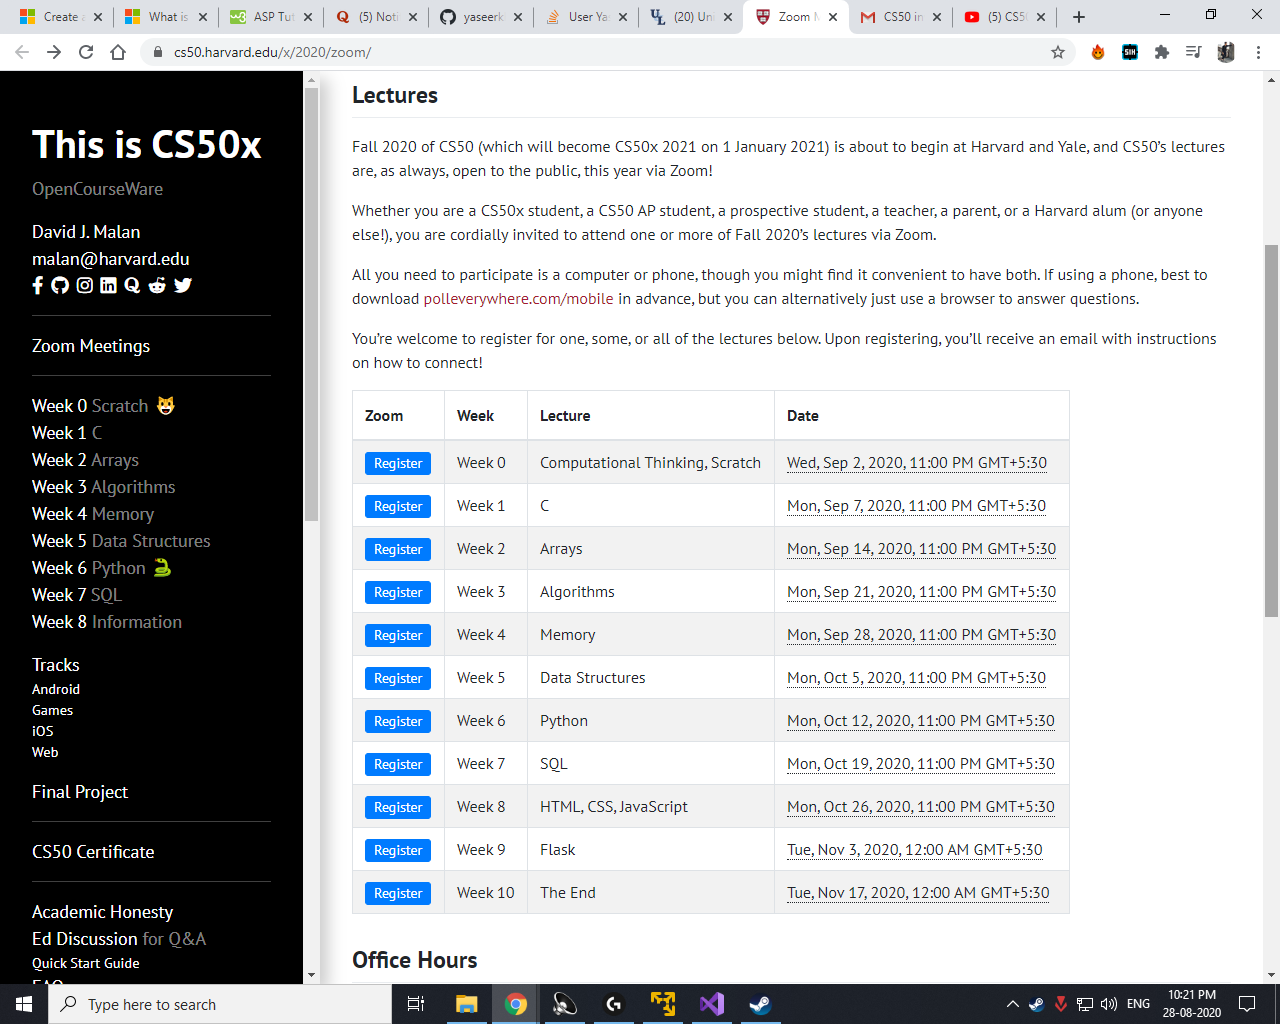 Create a
What is
ASP Tut
(5) Noti
yaseerk
User Yas
(20) Uni
Zoom M
CS50 in
(5) CS50
cs50.harvard.edu/x/2020/zoom/
This is CS50x
OpenCourseWare
David J. Malan
malan@harvard.edu
Zoom Meetings
Week 0 Scratch
Week 1 C
Week 2 Arrays
Week 3 Algorithms
Week 4 Memory
Week 5 Data Structures
Week 6 Python
Week 7 SQL
Week 8 Information
Tracks
Android
Games
iOS
Web
Final Project
CS50 Certificate
Academic Honesty
Ed Discussion for Q&A
Quick Start Guide
FAQ
Lectures
Fall 2020 of CS50 (which will become CS50x 2021 on 1 January 2021) is about to begin at Harvard and Yale, and CS50’s lectures
are, as always, open to the public, this year via Zoom!
Whether you are a CS50x student, a CS50 AP student, a prospective student, a teacher, a parent, or a Harvard alum (or anyone
else!), you are cordially invited to attend one or more of Fall 2020’s lectures via Zoom.
All you need to participate is a computer or phone, though you might find it convenient to have both. If using a phone, best to
download polleverywhere.com/mobile in advance, but you can alternatively just use a browser to answer questions.
You’re welcome to register for one, some, or all of the lectures below. Upon registering, you’ll receive an email with instructions
on how to connect!
Zoom Week Lecture Date
Register Week 0 Computational Thinking, Scratch Wed, Sep 2, 2020, 11:00 PM GMT+5:30
Register Week 1 C Mon, Sep 7, 2020, 11:00 PM GMT+5:30
Register Week 2 Arrays Mon, Sep 14, 2020, 11:00 PM GMT+5:30
Register Week 3 Algorithms Mon, Sep 21, 2020, 11:00 PM GMT+5:30
Register Week 4 Memory Mon, Sep 28, 2020, 11:00 PM GMT+5:30
Register Week 5 Data Structures Mon, Oct 5, 2020, 11:00 PM GMT+5:30
Register Week 6 Python Mon, Oct 12, 2020, 11:00 PM GMT+5:30
Register Week 7 SQL Mon, Oct 19, 2020, 11:00 PM GMT+5:30
Register Week 8 HTML, CSS, JavaScript Mon, Oct 26, 2020, 11:00 PM GMT+5:30
Register Week 9 Flask Tue, Nov 3, 2020, 12:00 AM GMT+5:30
Register Week 10 The End Tue, Nov 17, 2020, 12:00 AM GMT+5:30
Office Hours
Type here to search
ENG
10:21 PM
28-08-2020